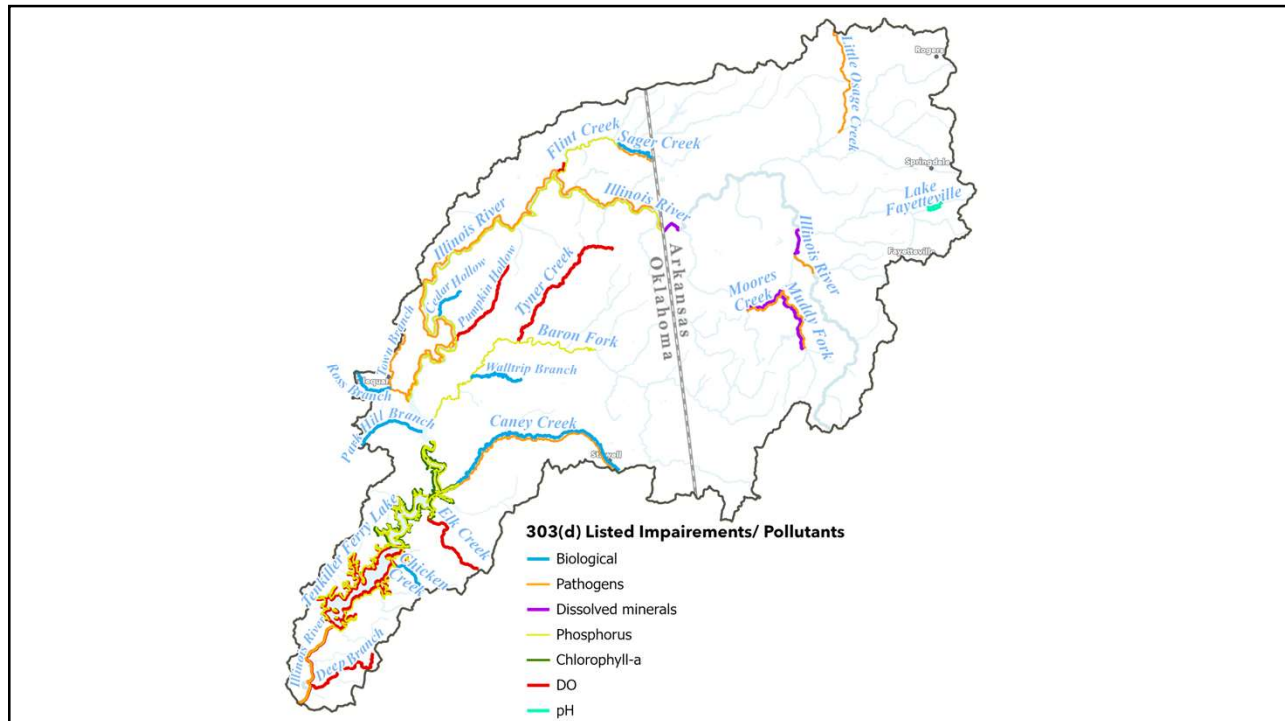 Rogers
Little Osage Creek
Springdale
Lake
Fayetteville
Fayetteville
Flint Creek
Sager Creek
Illinois River
Illinois River
Illinois River
Arkansas
Oklahoma
Moores
Creek
Muddy Fork
Cedar Hollow
Pumpkin Hollow
Tyner Creek
Baron Fork
Town Branch
Ross Branch
Walltrip Branch
Park Hill Branch
Caney Creek
Elk Creek
Tenkiller Ferry Lake
Chicken
Creek
Illinois River
Deep Branch
303(d) Listed Impairements/ Pollutants
Biological
Pathogens
Dissolved minerals
Phosphorus
Chlorophyll-a
DO
pH